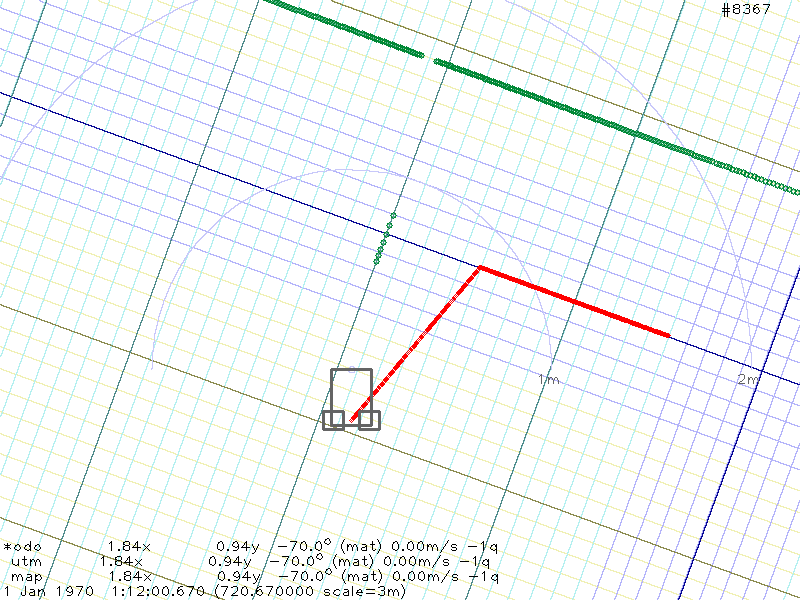 #8367
1m
2m
*odo 1.84x 0.94y -70.0° (mat) 0.00m/s -1q
utm 1.84x 0.94y -70.0° (mat) 0.00m/s -1q
map 1.84x 0.94y -70.0° (mat) 0.00m/s -1q
1 Jan 1970 1:12:00.670 (720.670000 scale=3m)